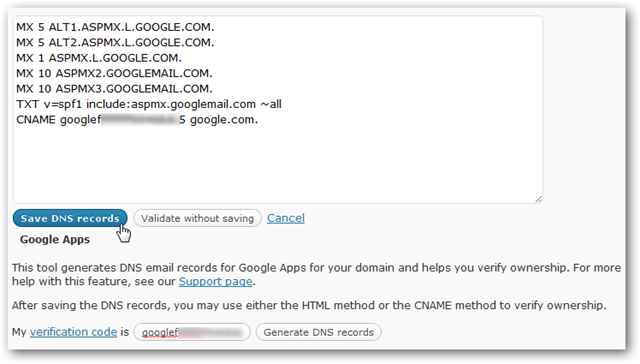 MX 5 ALT1.ASPMX.L.GOOGLE.COM.
MX 5 ALT2.ASPMX.L.GOOGLE.COM.
MX 1 ASPMX.L.GOOGLE.COM.
MX 10 ASPMX2.GOOGLEMAIL.COM.
MX 10 ASPMX3.GOOGLEMAIL.COM.
TXT v=spf1 include:aspmx.googlemail.com ~all
CNAME google.com.
Save DNS records Validate without saving Cancel
Google Apps
This tool generates DNS email records for Google Apps for your domain and helps you verify ownership. For more
help with this feature, see our Support page.
After saving the DNS records, you may use either the HTML method or the CNAME method to verify ownership.
My verification code is Generate DNS records